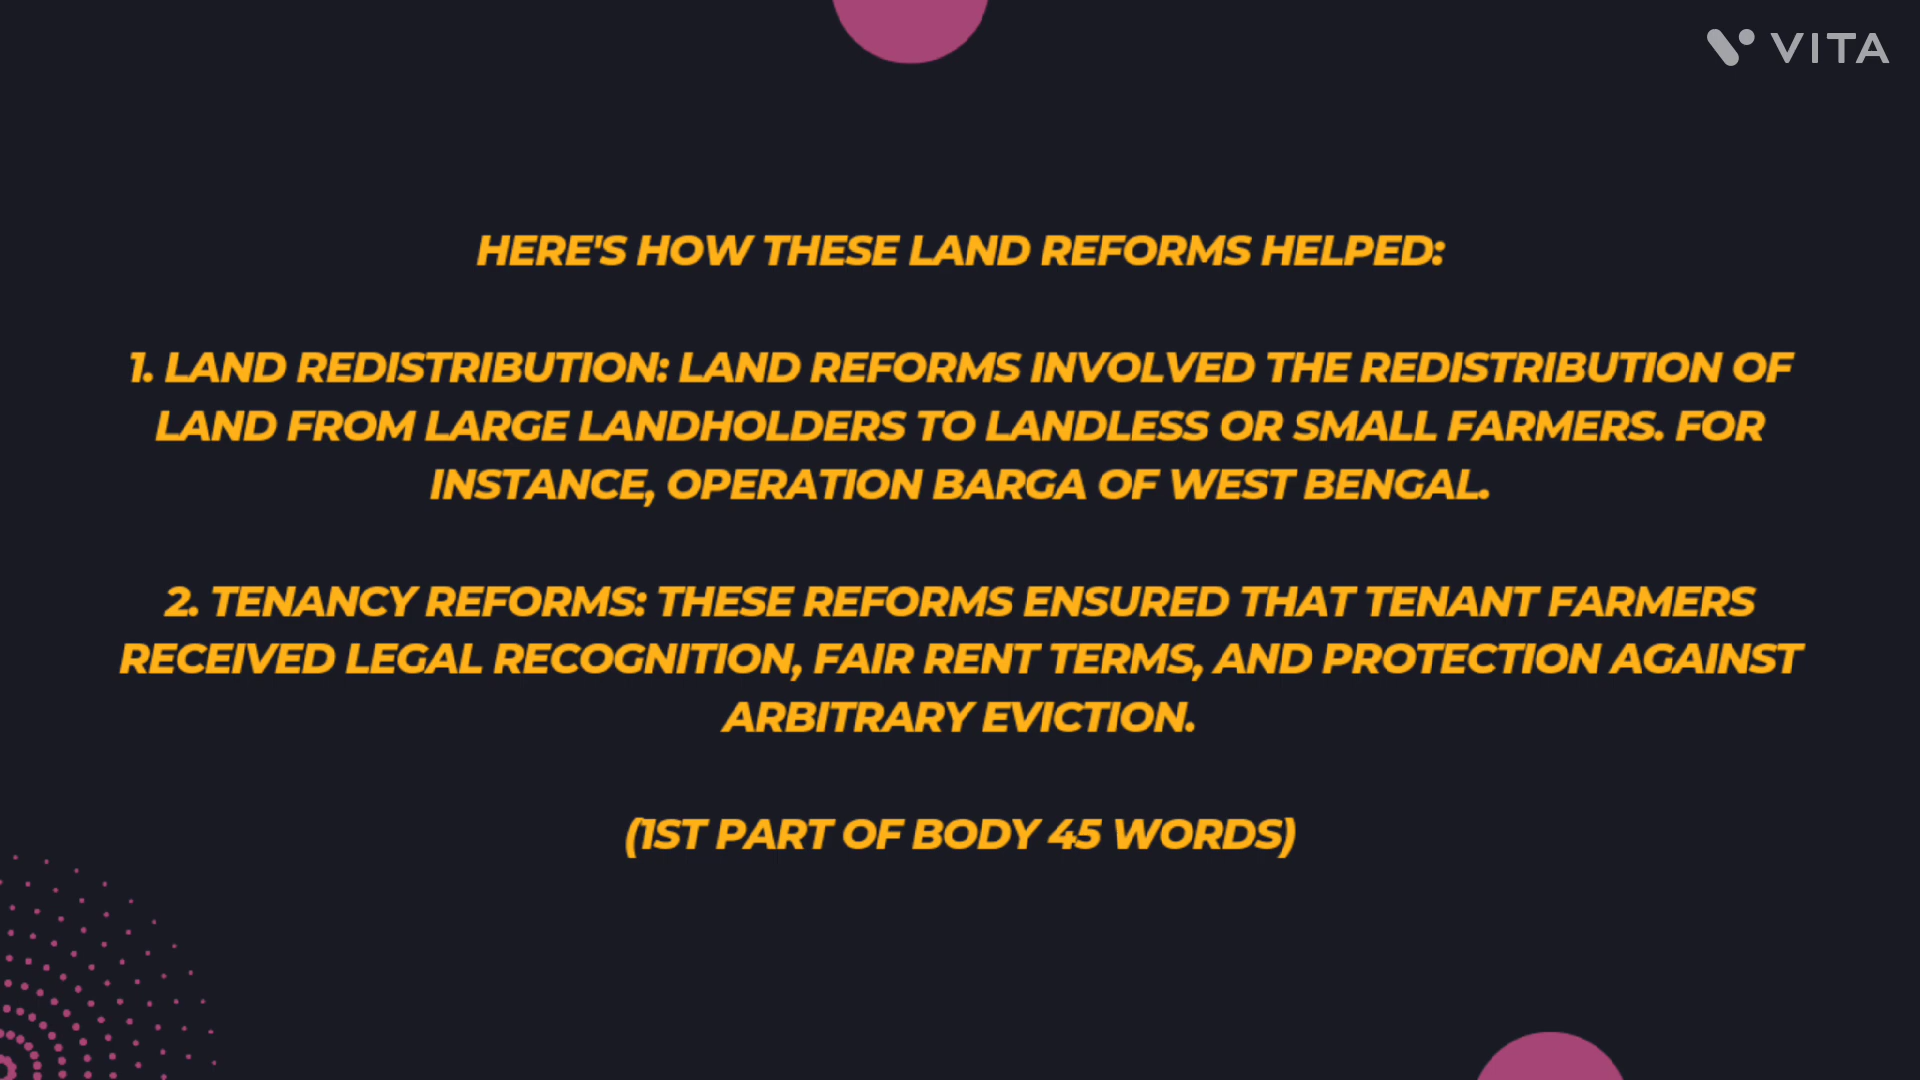 VITA
HERE'S HOW THESE LAND REFORMS HELPED:
1. LAND REDISTRIBUTION: LAND REFORMS INVOLVED THE REDISTRIBUTION OF
LAND FROM LARGE LANDHOLDERS TO LANDLESS OR SMALL FARMERS. FOR
INSTANCE, OPERATION BARGA OF WEST BENGAL.
2. TENANCY REFORMS: THESE REFORMS ENSURED THAT TENANT FARMERS
RECEIVED LEGAL RECOGNITION, FAIR RENT TERMS, AND PROTECTION AGAINST
ARBITRARY EVICTION.
(1ST PART OF BODY 45 WORDS)